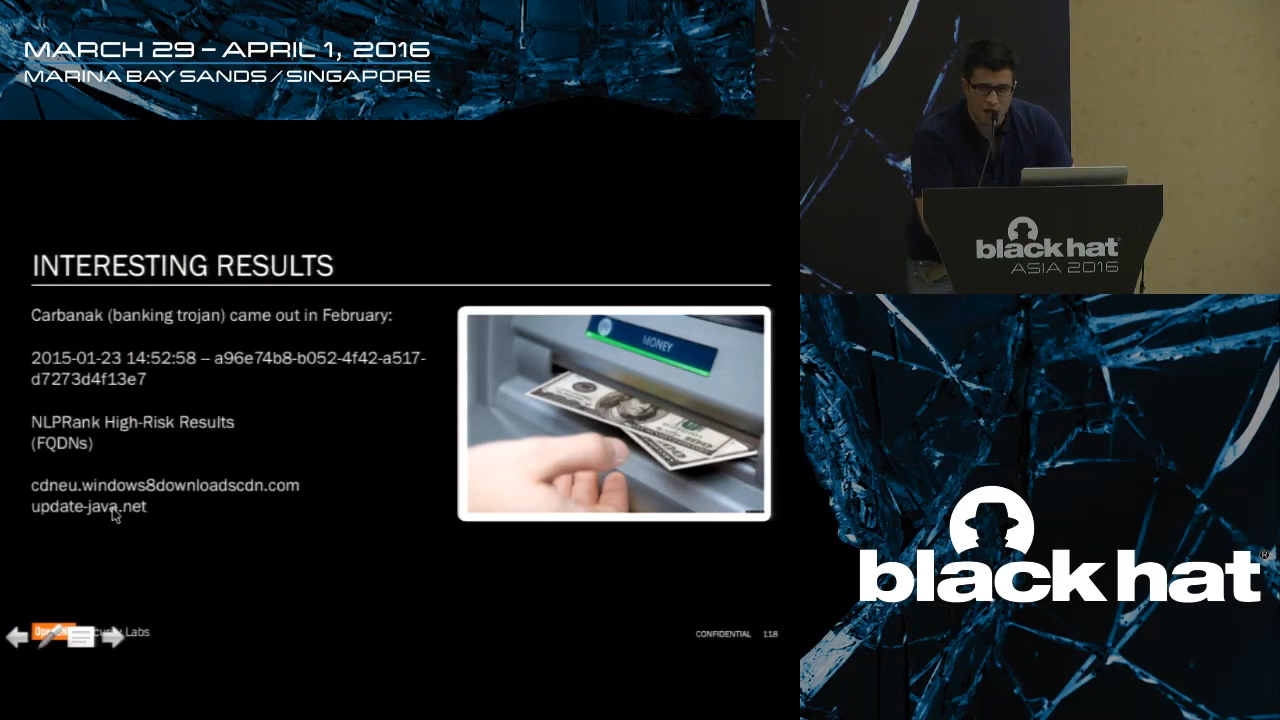 MARCH 29 – APRIL 1, 2016
MARINA BAY SANDS / SINGAPORE
INTERESTING RESULTS
Carbanak (banking trojan) came out in February:
2015-01-23 14:52:58 – a96e74b8-b052-4f42-a517-
d7273d4f13e7
NLPRank High-Risk Results
(FQDNs)
cdneu.windows8downloadscdn.com
update-java.net
MONEY
Labs
CONFIDENTIAL 118
black hat
ASIA 2016
black hat®